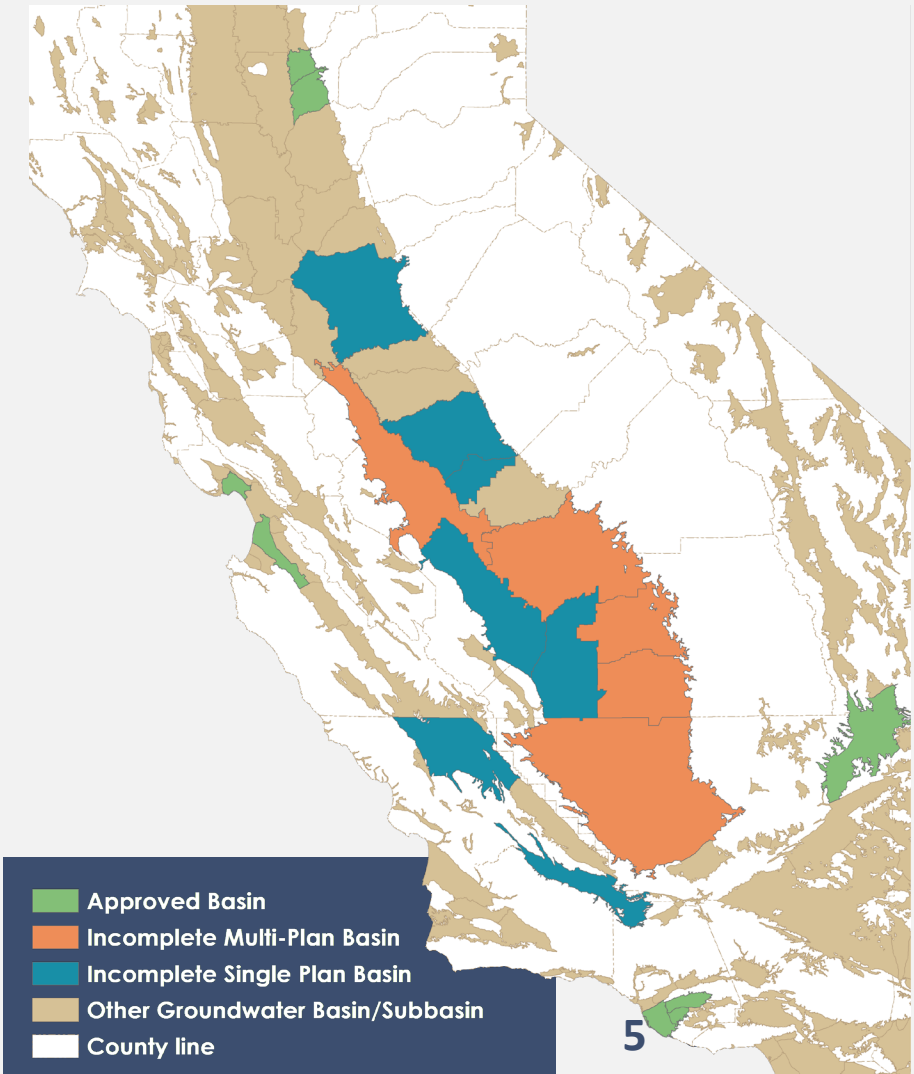 Approved Basin
Incomplete Multi-Plan Basin
Incomplete Single Plan Basin
Other Groundwater Basin/Subbasin
County line
5